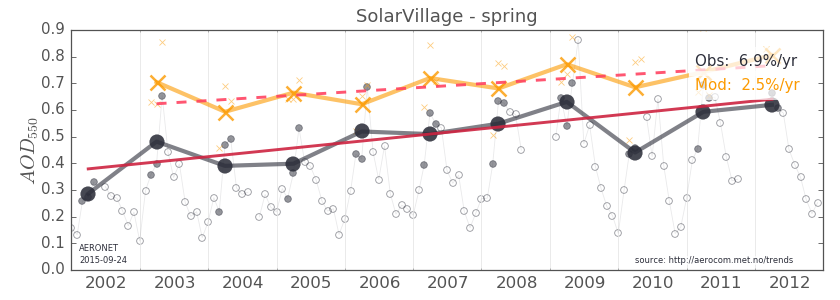 SolarVillage - spring
0.9
0.8
0.7
0.6
0.5
0.4
0.3
0.2
0.1
0.0
AOD550
Obs: 6.9%/yr
Mod: 2.5%/yr
AERONET
2015-09-24
source: http://aerocom.met.no/trends
2002 2003 2004 2005 2006 2007 2008 2009 2010 2011 2012